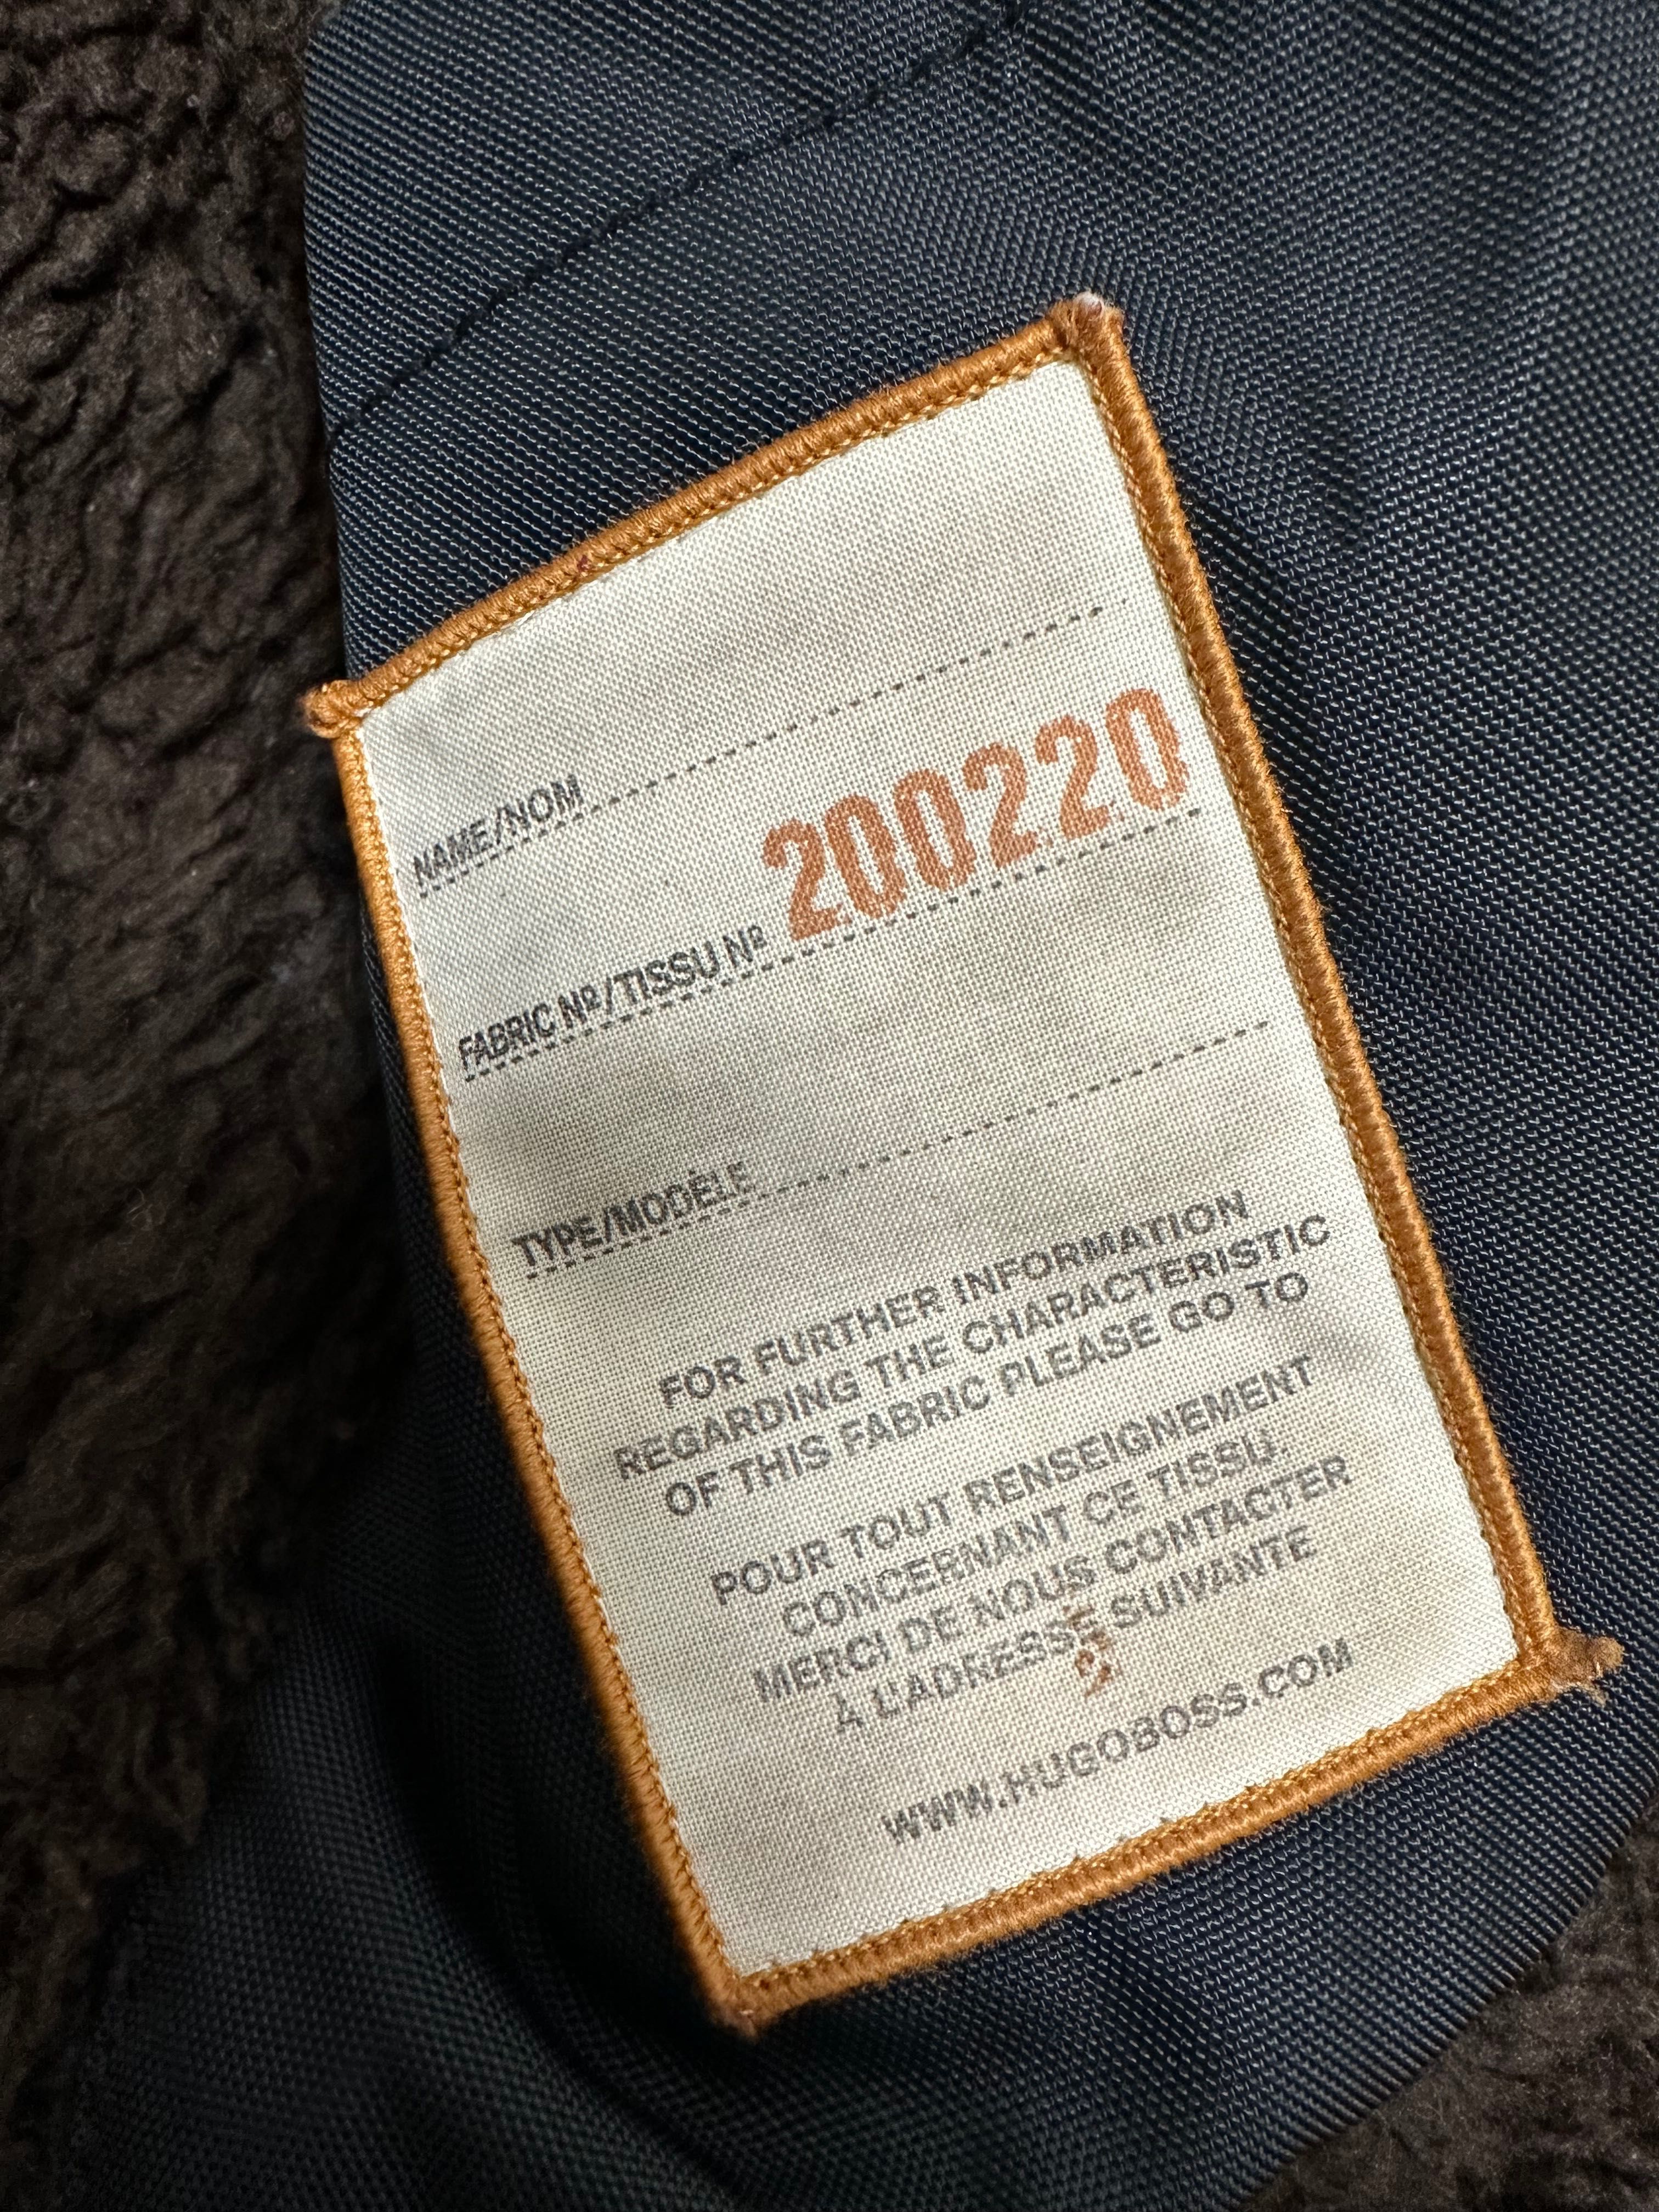 NAME/NOM
FABRIC Nº/TISSU Nº 200220
TYPE/MODÈLE
FOR FURTHER INFORMATION
REGARDING THE CHARACTERISTIC
OF THIS FABRIC PLEASE GO TO
POUR TOUT RENSEIGNEMENT
CONCERNANT CE TISSU.
MERCI DE NOUS CONTACTER
À L'ADRESSE SUIVANTE
WWW.HUGOBOSS.COM